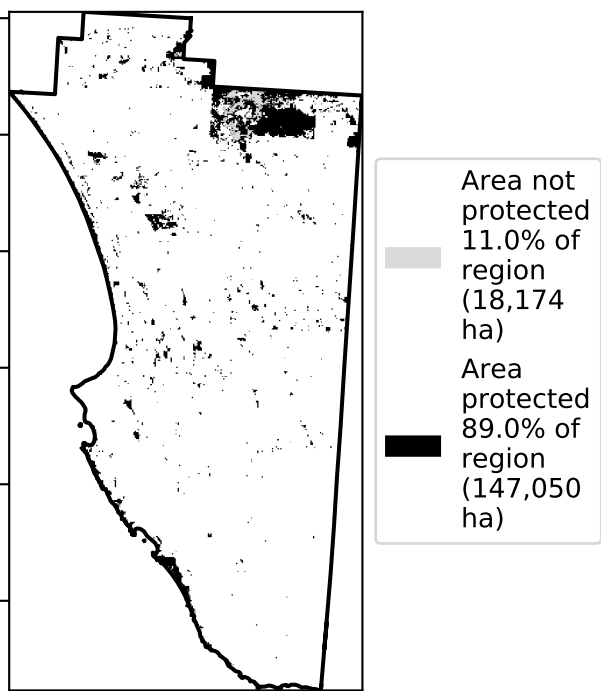 Area not
protected
11.0% of
region
(18,174
ha)
Area
protected
89.0% of
region
(147,050
ha)